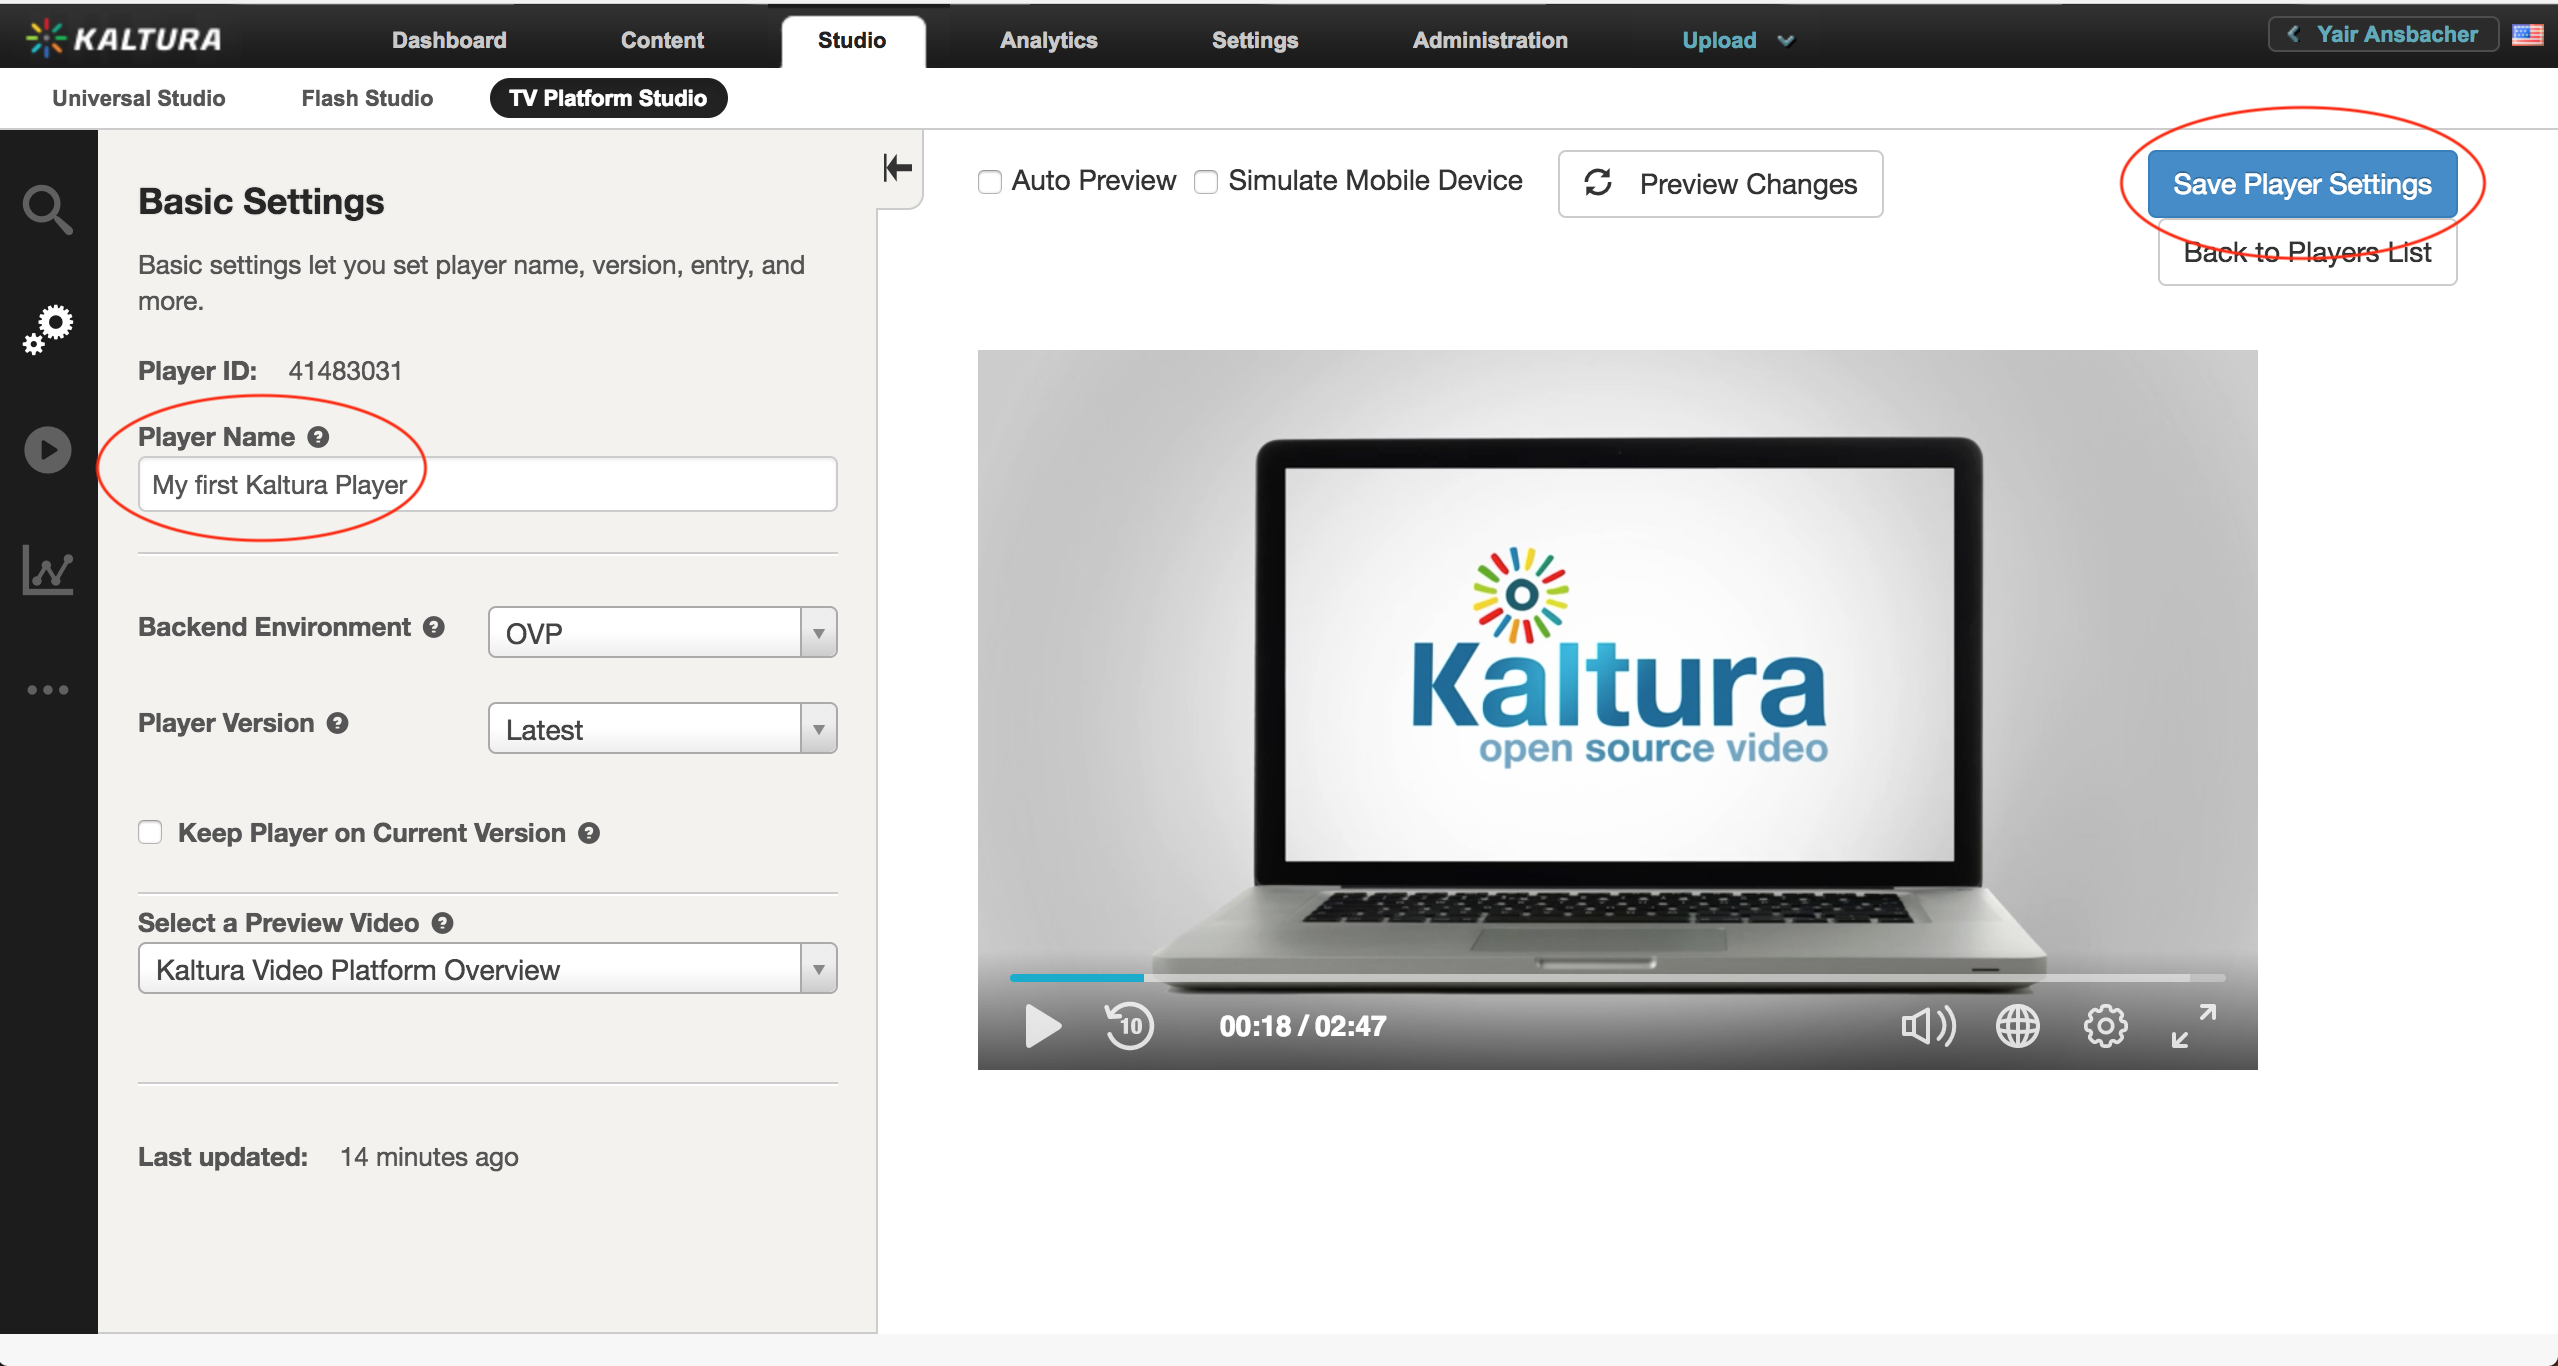 KALTURA
Dashboard
Content
Studio
Analytics
Settings
Administration
Upload
Yair Ansbacher
Universal Studio
Flash Studio
TV Platform Studio
Basic Settings
Basic settings let you set player name, version, entry, and
more.
Player ID: 41483031
Player Name ?
My first Kaltura Player
Backend Environment ?
OVP
Player Version ?
Latest
Keep Player on Current Version ?
Select a Preview Video ?
Kaltura Video Platform Overview
Last updated: 14 minutes ago
Auto Preview
Simulate Mobile Device
Preview Changes
Save Player Settings
Back to Players List
Kaltura
open source video
10
00:18 / 02:47